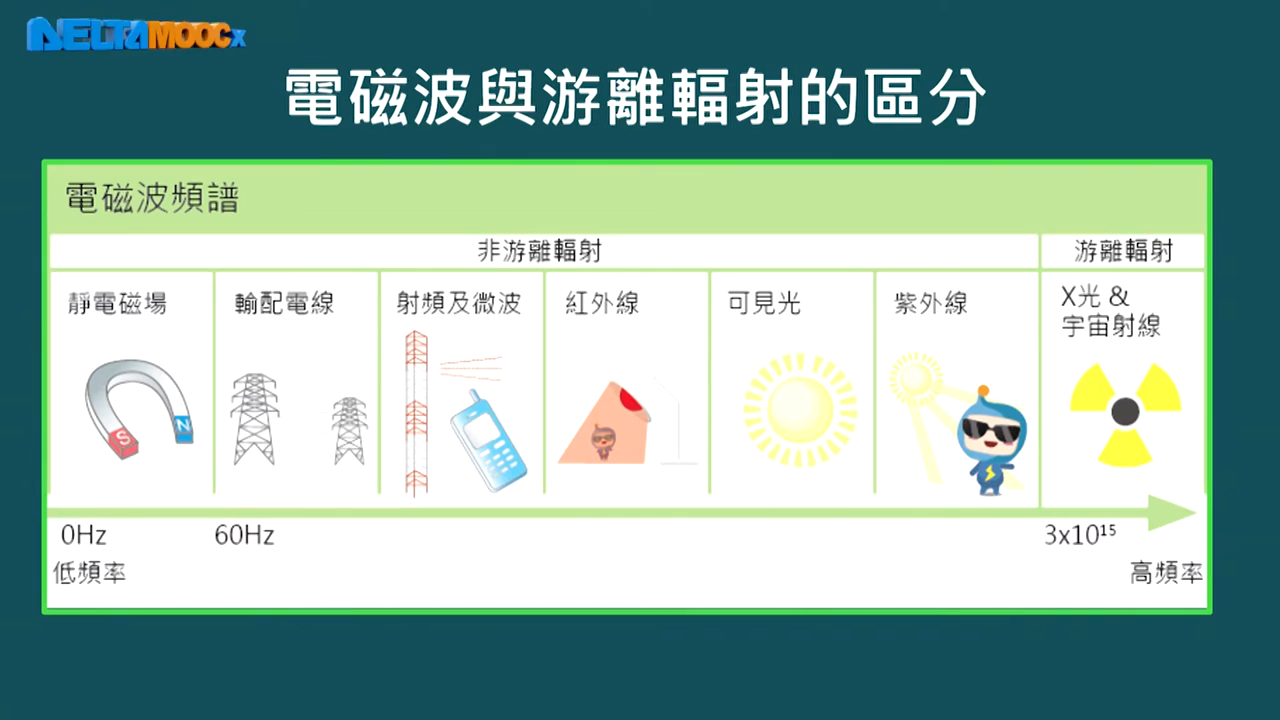 DELTAMOOCx
電磁波與游離輻射的區分
電磁波頻譜
非游離輻射
游離輻射
靜電磁場
輸配電線
射頻及微波
紅外線
可見光
紫外線
X光 &
宇宙射線
S
N
0Hz
60Hz
3x10¹⁵
低頻率
高頻率